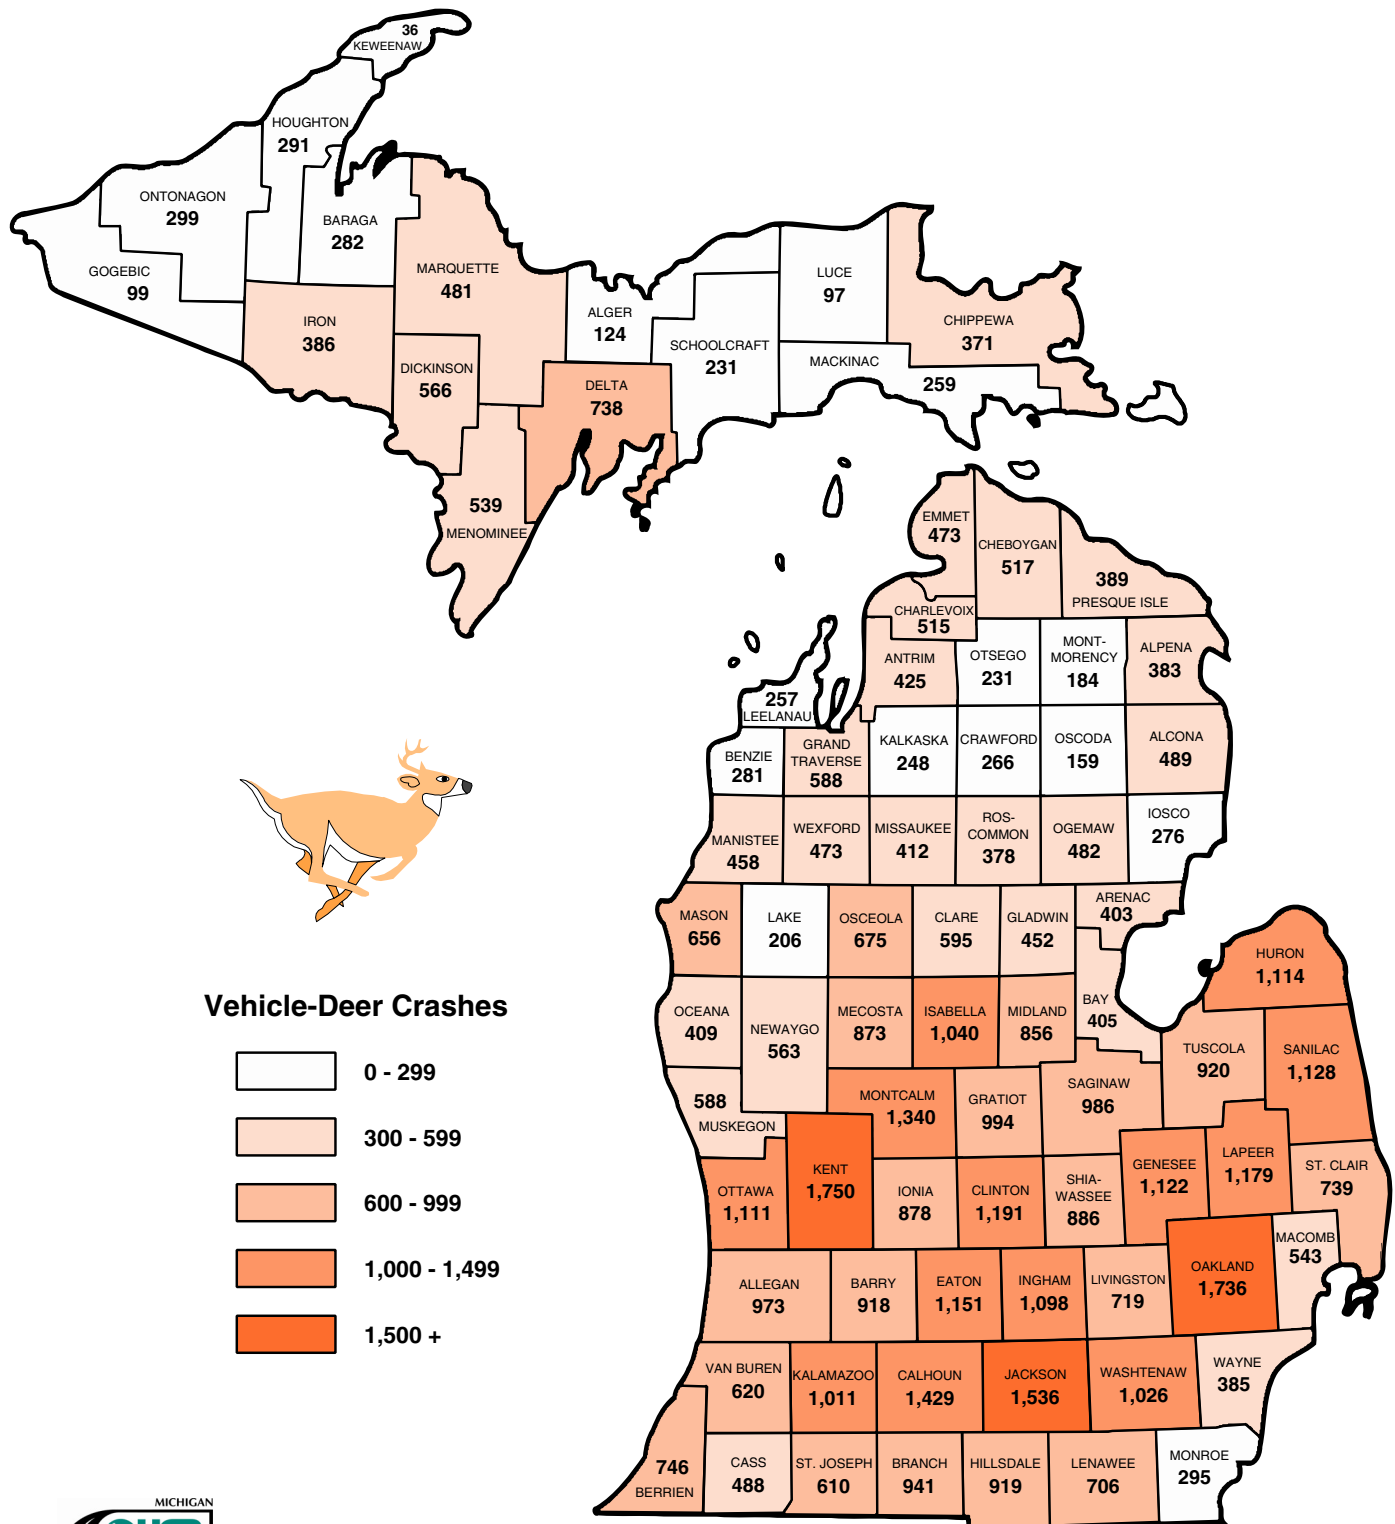 36
KEWEENAW
HOUGHTON
291
ONTONAGON
299
BARAGA
282
GOGEBIC
99
MARQUETTE
481
IRON
386
DICKINSON
566
ALGER
124
LUCE
97
SCHOOLCRAFT
231
CHIPPEWA
371
MACKINAC
259
DELTA
738
539
MENOMINEE
EMMET
473
CHEBOYGAN
517
389
PRESQUE ISLE
CHARLEVOIX
515
ANTRIM
425
OTSEGO
231
MONT-
MORENCY
184
ALPENA
383
257
LEELANAU
BENZIE
281
GRAND
TRAVERSE
588
KALKASKA
248
CRAWFORD
266
OSCODA
159
ALCONA
489
MANISTEE
458
WEXFORD
473
MISSAUKEE
412
ROS-
COMMON
378
OGEMAW
482
IOSCO
276
MASON
656
LAKE
206
OSCEOLA
675
CLARE
595
GLADWIN
452
ARENAC
403
HURON
1,114
OCEANA
409
NEWAYGO
563
MECOSTA
873
ISABELLA
1,040
MIDLAND
856
BAY
405
TUSCOLA
920
SANILAC
1,128
588
MUSKEGON
MONTCALM
1,340
GRATIOT
994
SAGINAW
986
OTTAWA
1,111
KENT
1,750
IONIA
878
CLINTON
1,191
SHIA-
WASSEE
886
GENESEE
1,122
LAPEER
1,179
ST. CLAIR
739
ALLEGAN
973
BARRY
918
EATON
1,151
INGHAM
1,098
LIVINGSTON
719
OAKLAND
1,736
MACOMB
543
VAN BUREN
620
KALAMAZOO
1,011
CALHOUN
1,429
JACKSON
1,536
WASHTENAW
1,026
WAYNE
385
746
BERRIEN
CASS
488
ST. JOSEPH
610
BRANCH
941
HILLSDALE
919
LENAWEE
706
MONROE
295
Vehicle-Deer Crashes
0 - 299
300 - 599
600 - 999
1,000 - 1,499
1,500 +
MICHIGAN